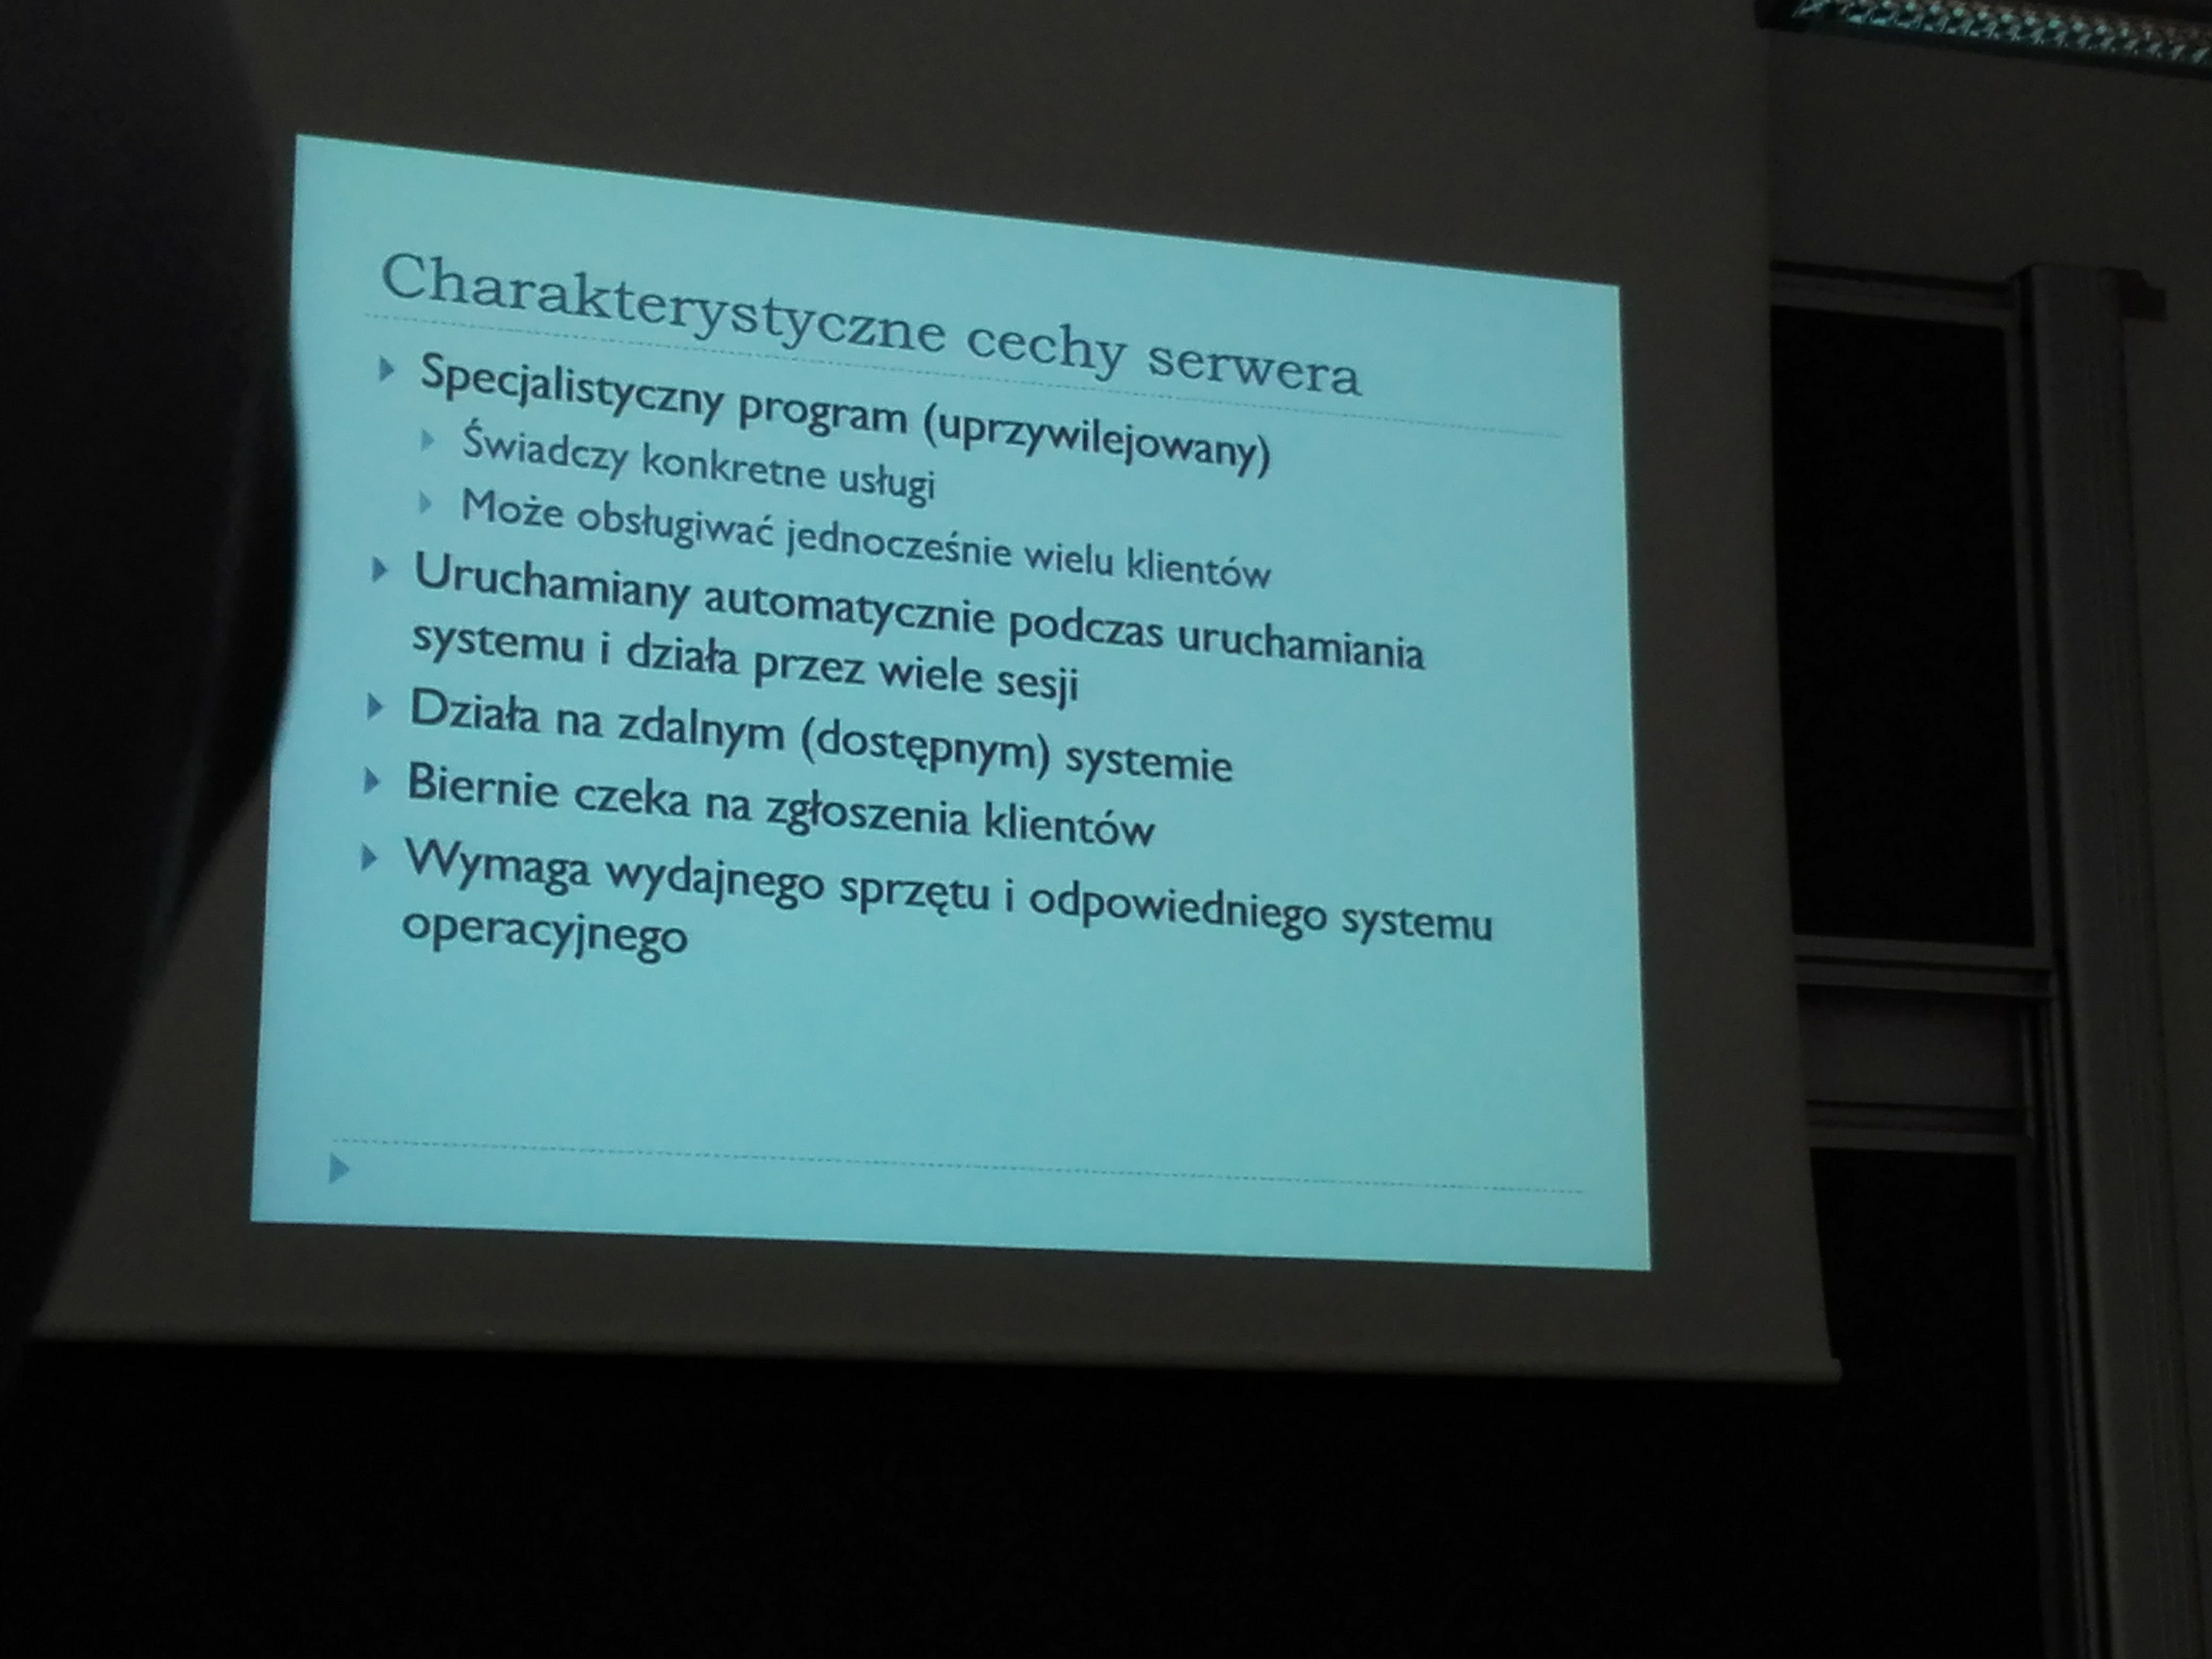 Charakterystyczne cechy serwera
Specjalistyczny program (uprzywilejowany)
Świadczy konkretne usługi
Może obsługiwać jednocześnie wielu klientów
Uruchamiany automatycznie podczas uruchamiania
systemu i działa przez wiele sesji
Działa na zdalnym (dostępnym) systemie
Biernie czeka na zgłoszenia klientów
Wymaga wydajnego sprzętu i odpowiedniego systemu
operacyjnego